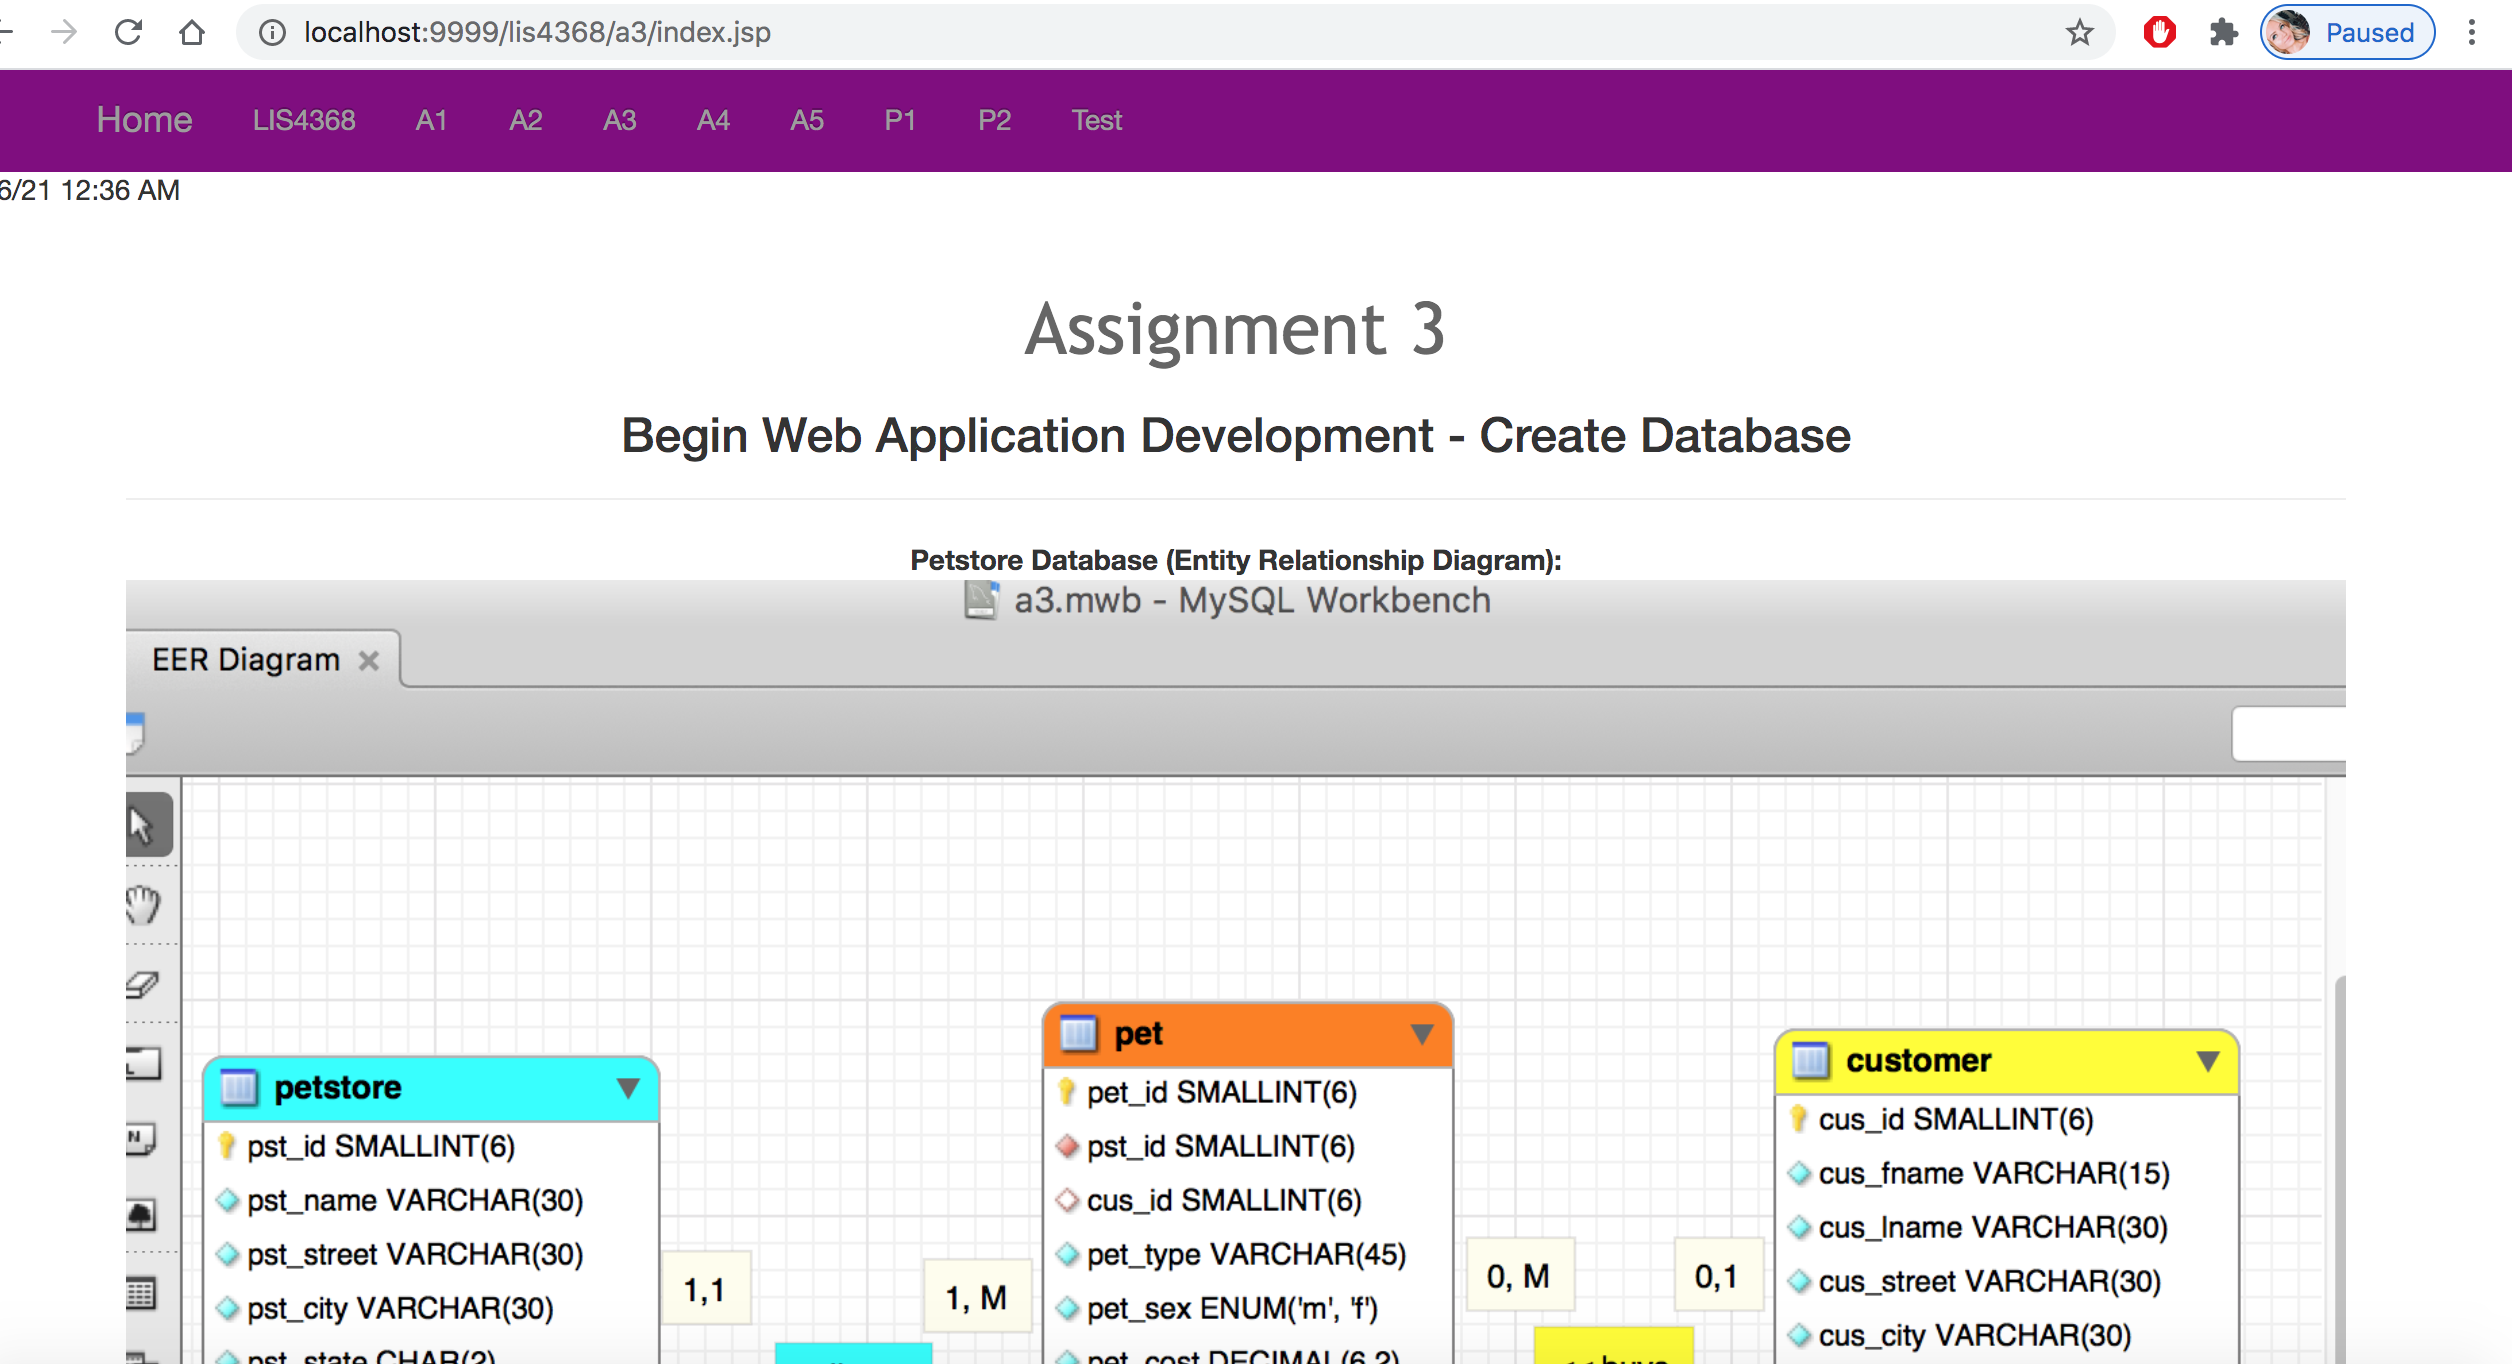 localhost:9999/lis4368/a3/index.jsp
Paused
Home LIS4368 A1 A2 A3 A4 A5 P1 P2 Test
6/21 12:36 AM
Assignment 3
Begin Web Application Development - Create Database
Petstore Database (Entity Relationship Diagram):
a3.mwb - MySQL Workbench
EER Diagram
petstore
pst_id SMALLINT(6)
pst_name VARCHAR(30)
pst_street VARCHAR(30)
pst_city VARCHAR(30)
pst_state CHAR(2)
1,1
1, M
pet
pet_id SMALLINT(6)
pst_id SMALLINT(6)
cus_id SMALLINT(6)
pet_type VARCHAR(45)
pet_sex ENUM('m', 'f')
pet_cost DECIMAL(6,2)
0, M
0,1
buys
customer
cus_id SMALLINT(6)
cus_fname VARCHAR(15)
cus_lname VARCHAR(30)
cus_street VARCHAR(30)
cus_city VARCHAR(30)